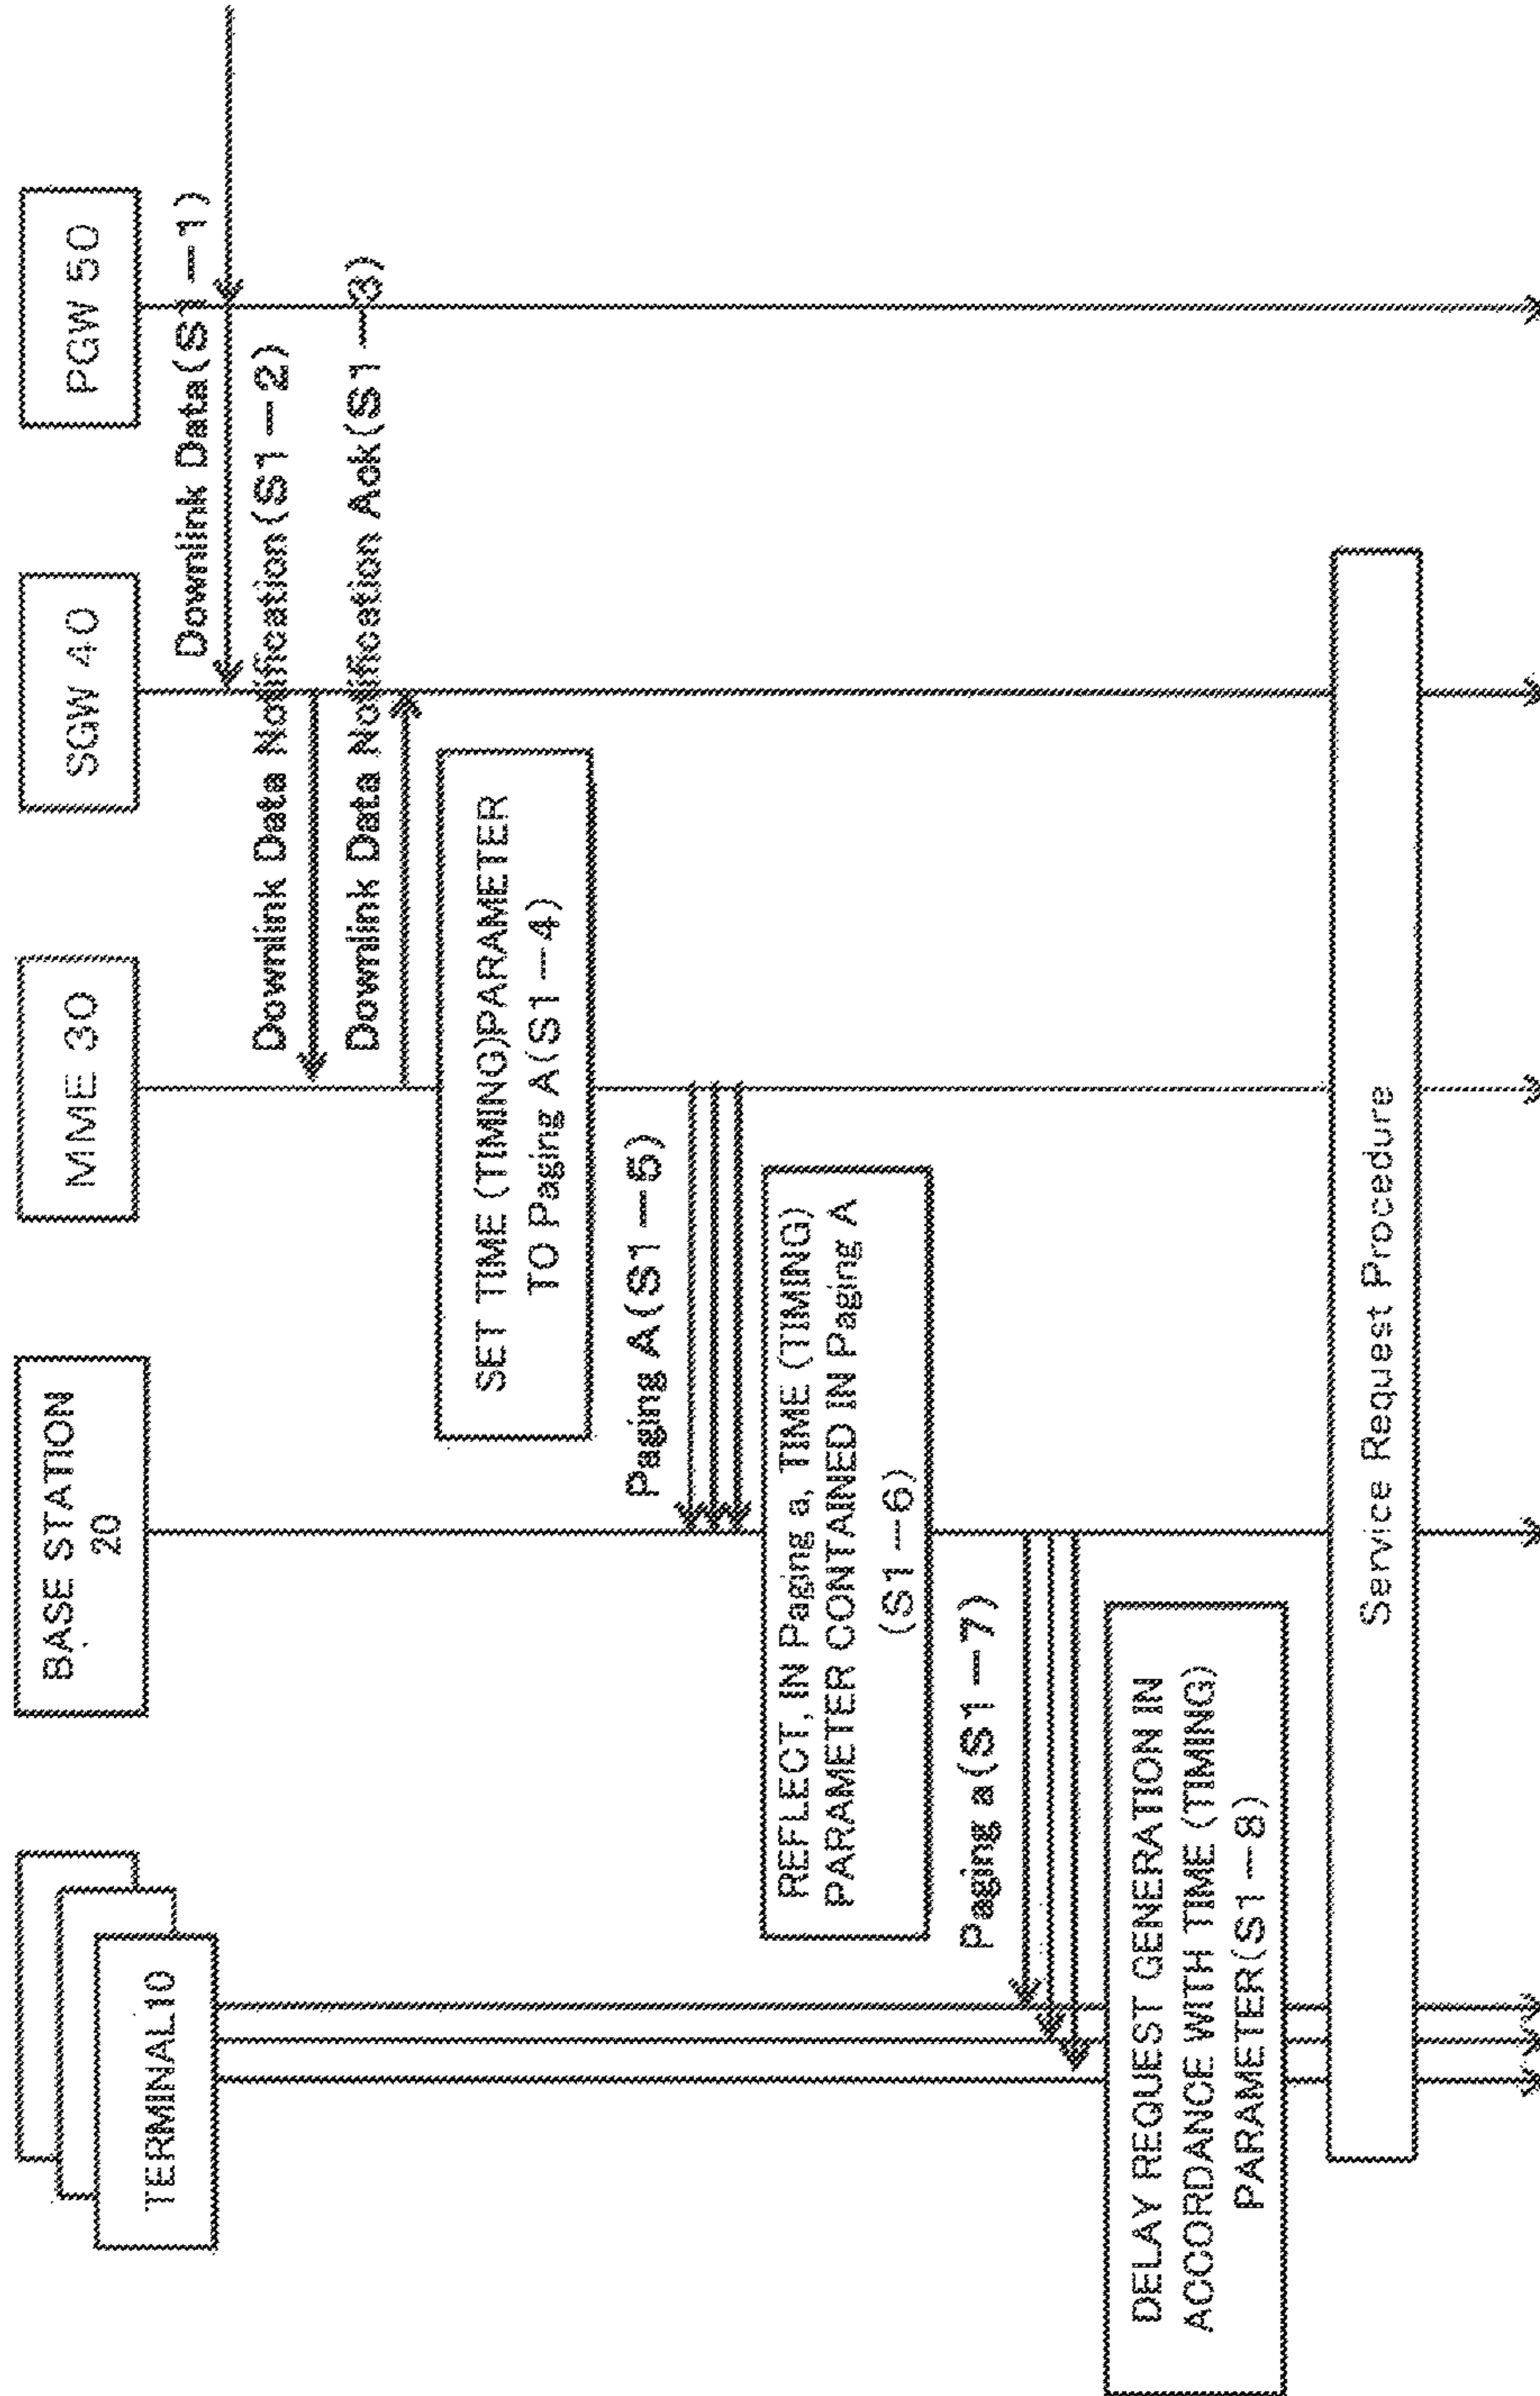 TERMINAL10
BASE STATION
20
MME 30
SGW 40
PGW 50
Downlink Data(S1-1)
Downlink Data Notification(S1-2)
Downlink Data Notification Ack(S1-3)
SET TIME (TIMING)PARAMETER
TO Paging A(S1-4)
Paging A(S1-5)
REFLECT, IN Paging a, TIME (TIMING)
PARAMETER CONTAINED IN Paging A
(S1-6)
Paging a(S1-7)
DELAY REQUEST GENERATION IN
ACCORDANCE WITH TIME (TIMING)
PARAMETER(S1-8)
Service Request Procedure